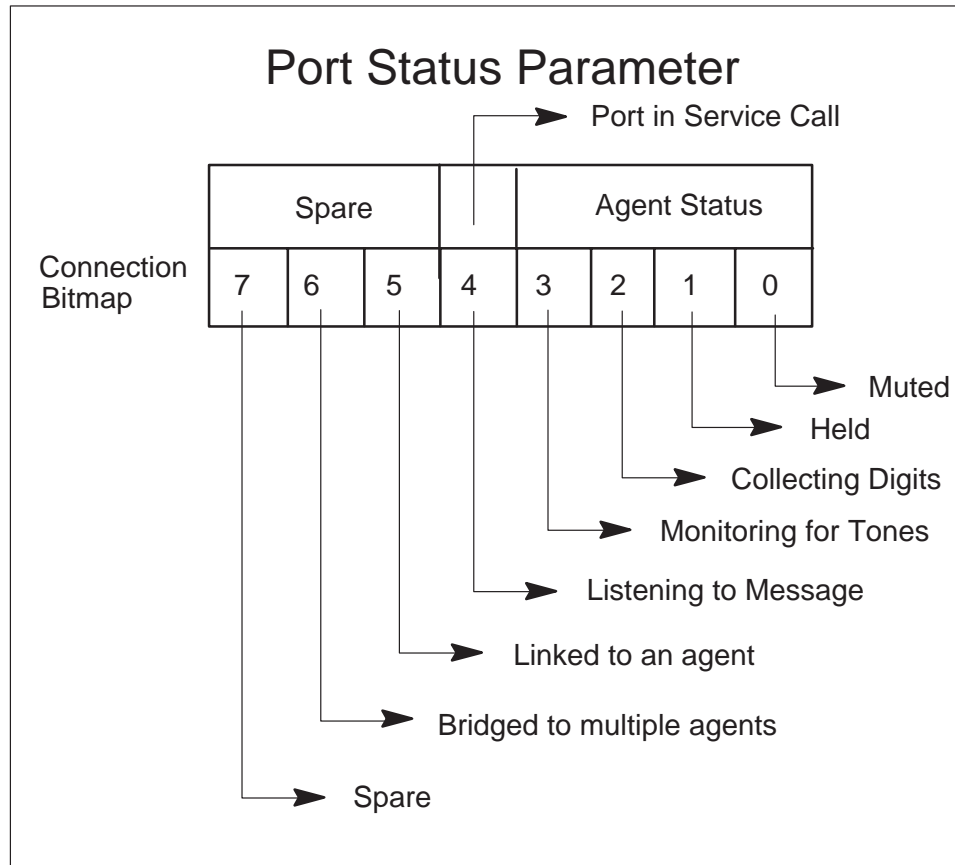 Port Status Parameter
Port in Service Call
Spare
Agent Status
Connection
Bitmap
7 6 5 4 3 2 1 0
Muted
Held
Collecting Digits
Monitoring for Tones
Listening to Message
Linked to an agent
Bridged to multiple agents
Spare